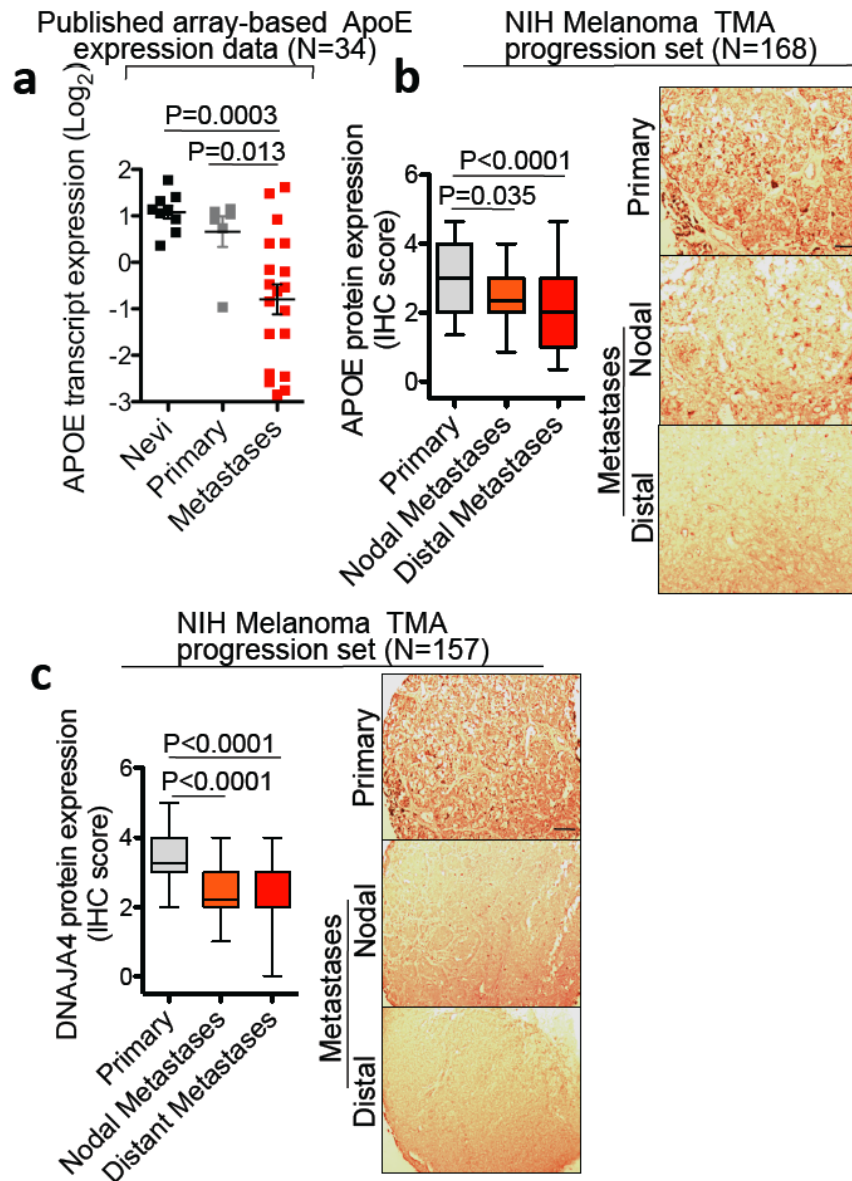 Published array-based ApoE
expression data (N=34)
NIH Melanoma TMA
progression set (N=168)
a
APOE transcript expression (Log2)
P=0.0003
P=0.013
2
1
0
-1
-2
-3
Nevi
Primary
Metastases
b
APOE protein expression
(IHC score)
P<0.0001
P=0.035
6
4
2
0
Primary
Nodal Metastases
Distal Metastases
Primary
Metastases
Nodal
Distal
NIH Melanoma TMA
progression set (N=157)
c
DNAJA4 protein expression
(IHC score)
P<0.0001
P<0.0001
6
4
2
0
Primary
Nodal Metastases
Distant Metastases
Primary
Metastases
Nodal
Distal